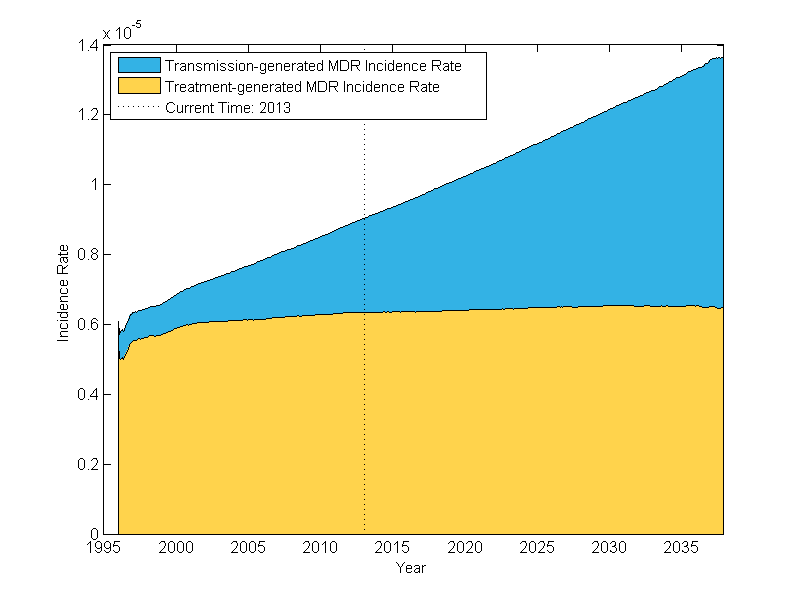 x 10-5
1.4
1.2
1
0.8
0.6
0.4
0.2
0
Incidence Rate
Transmission-generated MDR Incidence Rate
Treatment-generated MDR Incidence Rate
Current Time: 2013
1995 2000 2005 2010 2015 2020 2025 2030 2035
Year